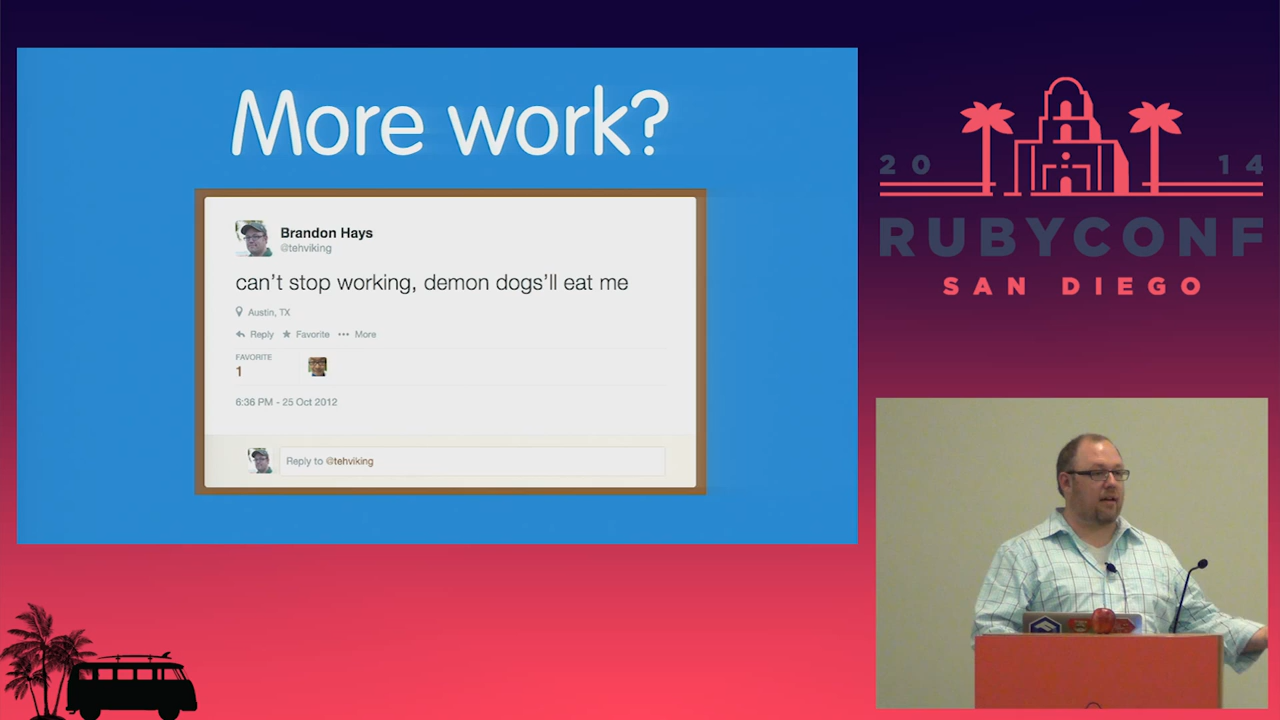 More work?
Brandon Hays
@tehviking
can't stop working, demon dogs'll eat me
Austin, TX
Reply Favorite More
FAVORITE
1
6:36 PM - 25 Oct 2012
Reply to @tehviking
20 14
RUBYCONF
SAN DIEGO